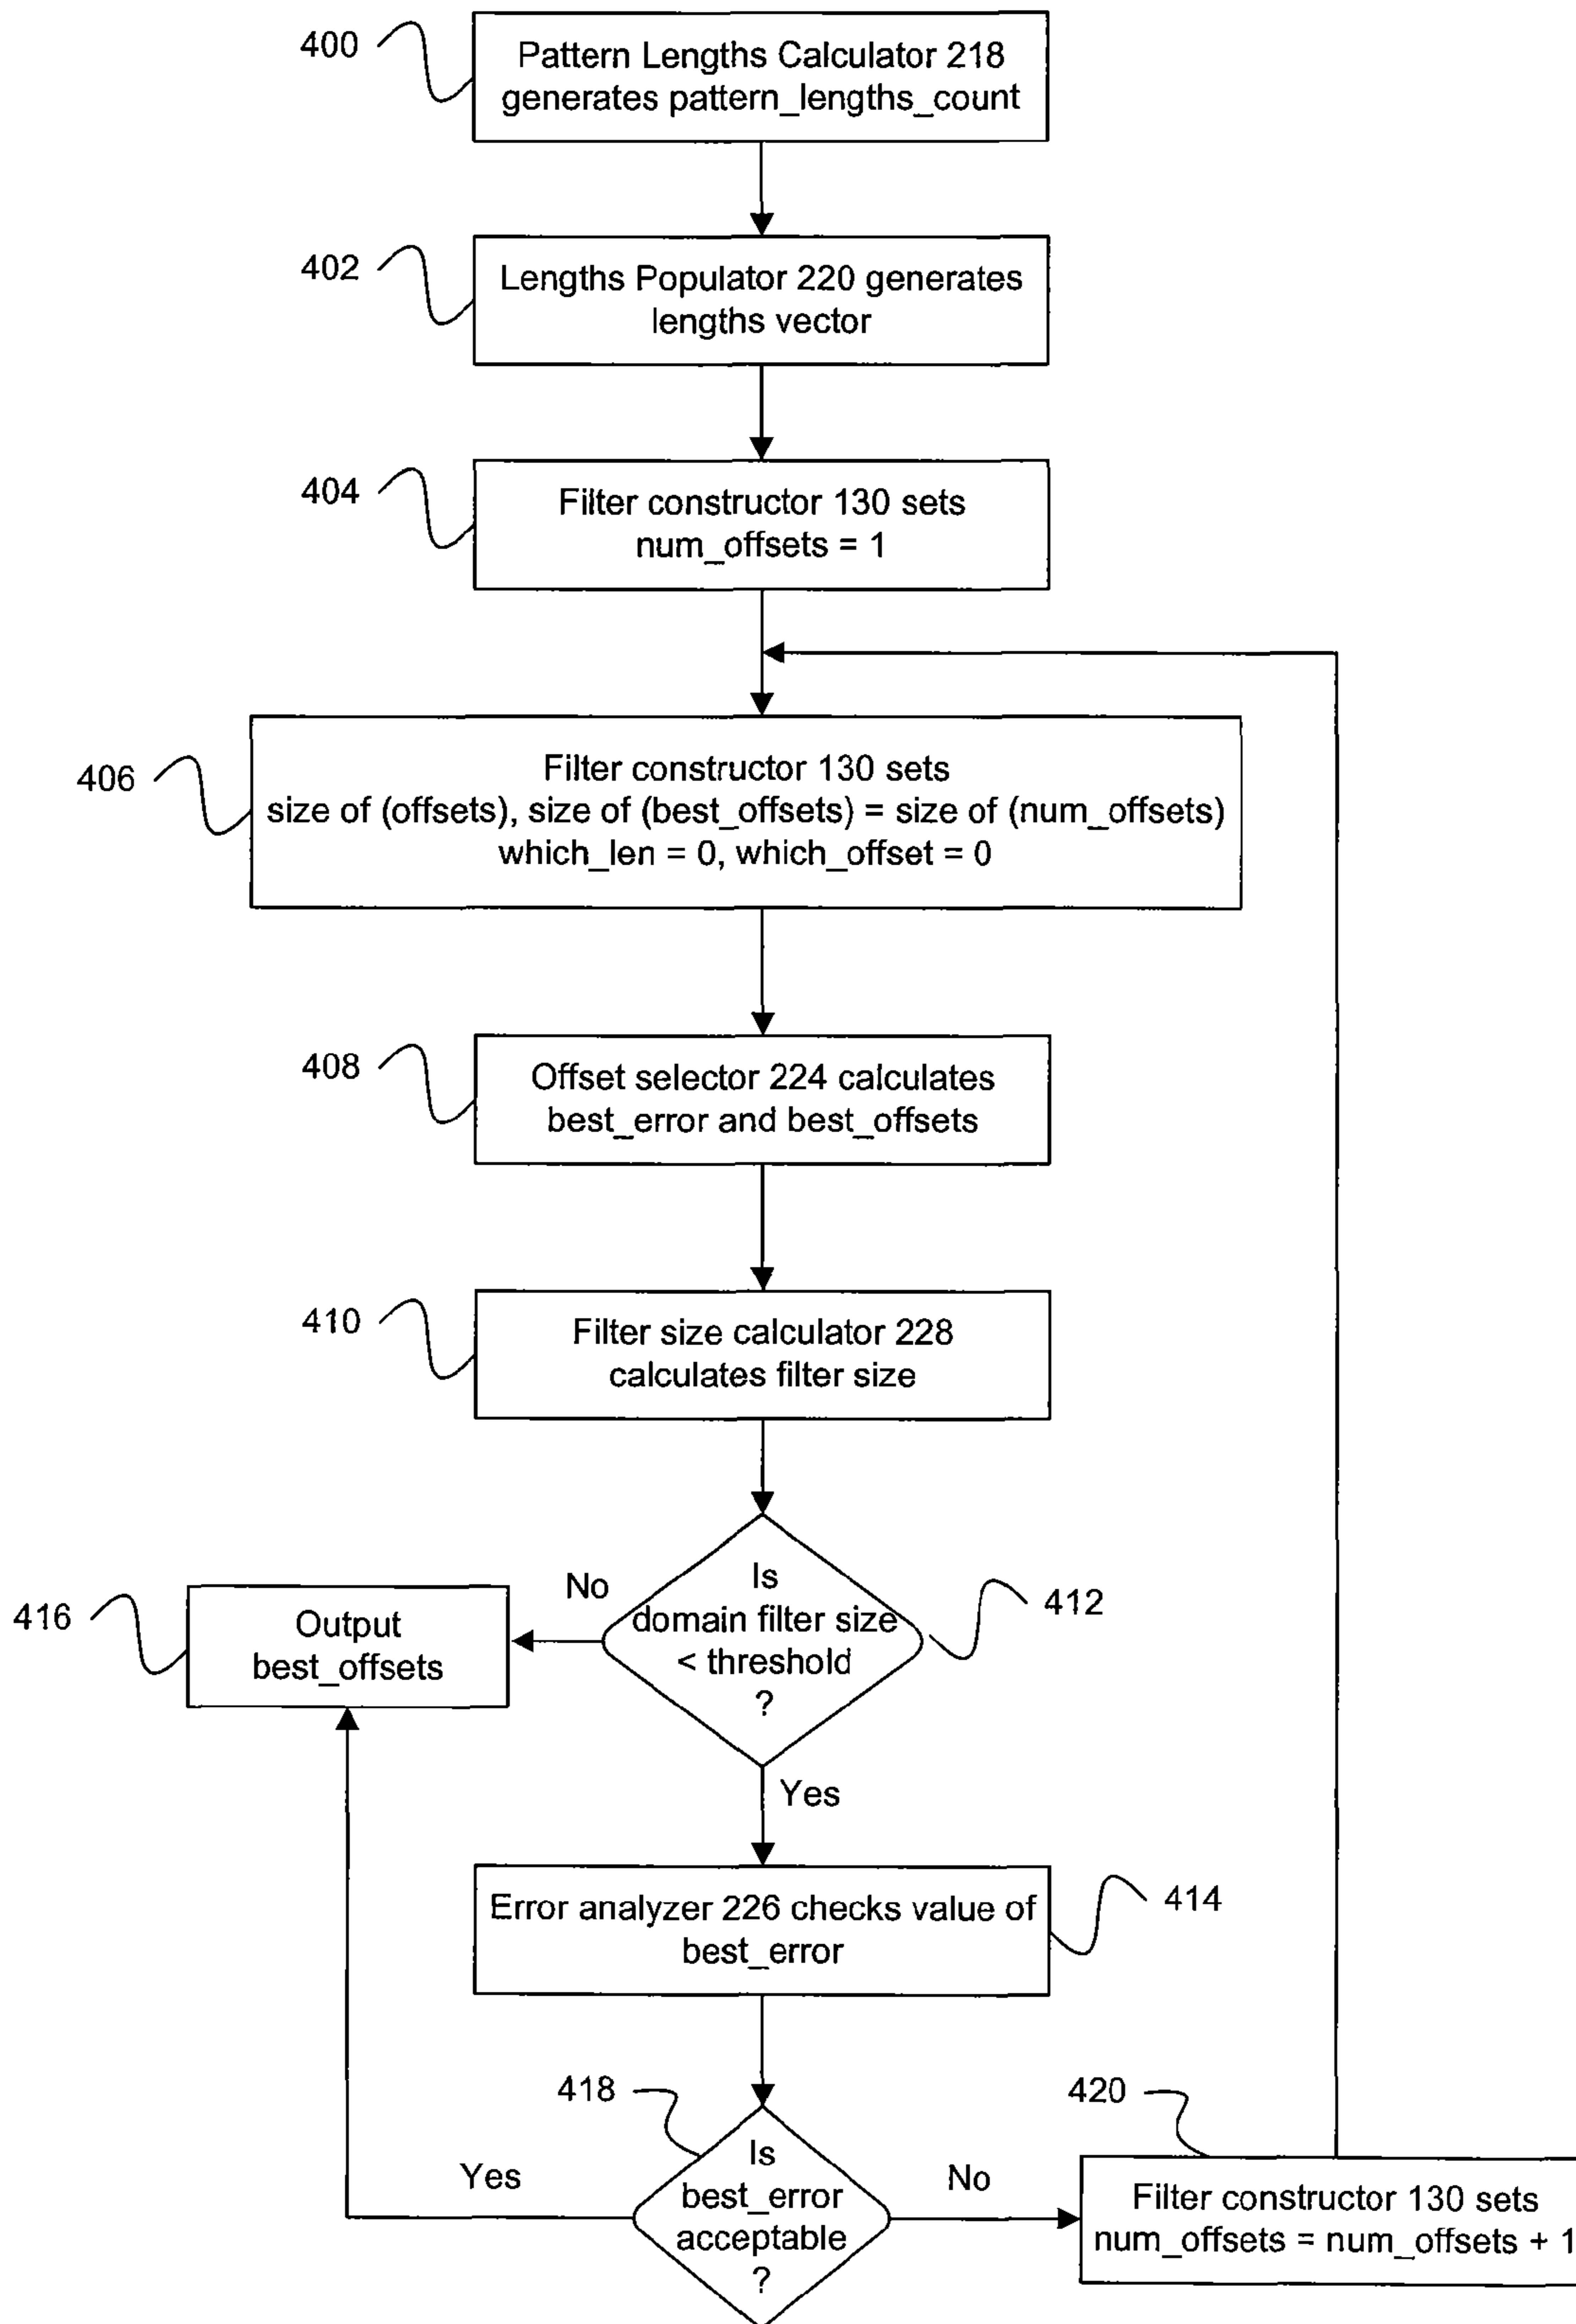 400
Pattern Lengths Calculator 218
generates pattern_lengths_count
402
Lengths Populator 220 generates
lengths vector
404
Filter constructor 130 sets
num_offsets = 1
406
Filter constructor 130 sets
size of (offsets), size of (best_offsets) = size of (num_offsets)
which_len = 0, which_offset = 0
408
Offset selector 224 calculates
best_error and best_offsets
410
Filter size calculator 228
calculates filter size
412
Is
domain filter size
< threshold
?
No
416
Output
best_offsets
Yes
414
Error analyzer 226 checks value of
best_error
418
Is
best_error
acceptable
?
Yes
No
420
Filter constructor 130 sets
num_offsets = num_offsets + 1